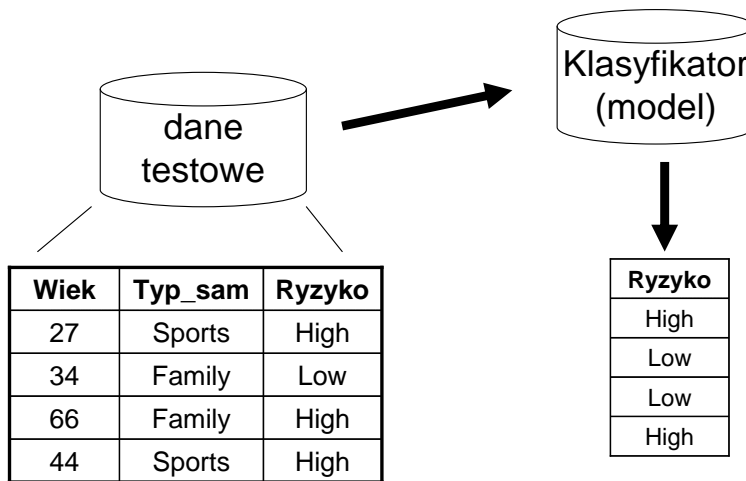 Klasyfikator
(model)
dane
testowe
Wiek Typ_sam Ryzyko
27 Sports High
34 Family Low
66 Family High
44 Sports High
Ryzyko
High
Low
Low
High